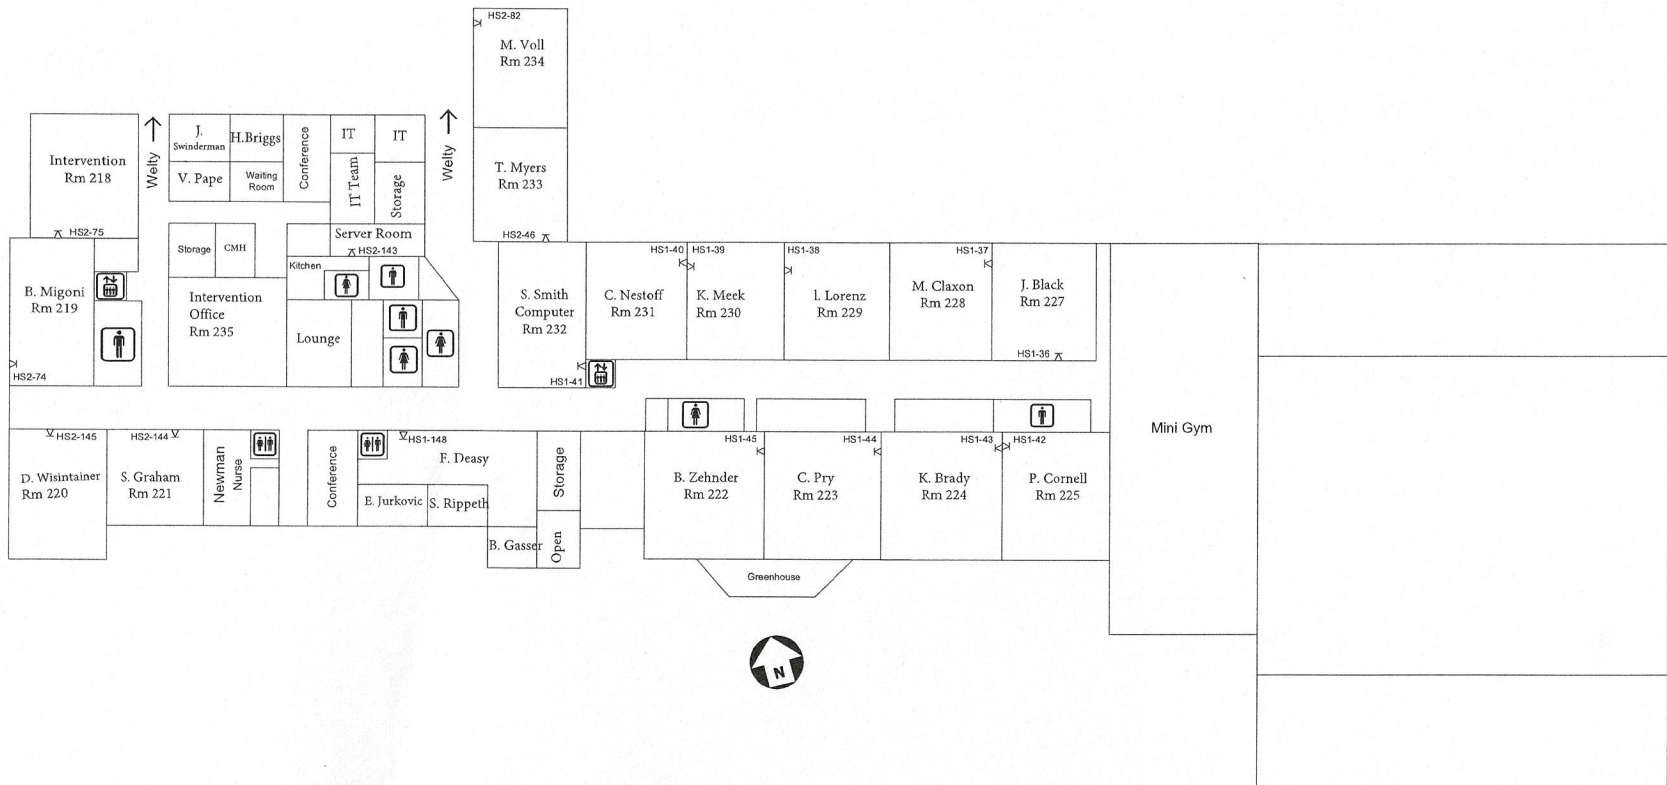 HS2-82
M. Voll
Rm 234
Intervention
Rm 218
Welty
J.
Swinderman
H.Briggs
V. Pape
Waiting
Room
Conference
IT
IT
IT Team
Storage
Welty
T. Myers
Rm 233
HS2-75
HS2-46
Storage
CMH
Server Room
HS2-143
Kitchen
B. Migoni
Rm 219
HS2-74
Intervention
Office
Rm 235
Lounge
S. Smith
Computer
Rm 232
HS1-41
HS1-40
C. Nestoff
Rm 231
HS1-39
K. Meek
Rm 230
HS1-38
l. Lorenz
Rm 229
HS1-37
M. Claxon
Rm 228
J. Black
Rm 227
HS1-36
Mini Gym
HS2-145
D. Wisintainer
Rm 220
HS2-144
S. Graham
Rm 221
Newman
Nurse
Conference
HS1-148
F. Deasy
E. Jurkovic
S. Rippeth
B. Gasser
Storage
Open
HS1-45
B. Zehnder
Rm 222
HS1-44
C. Pry
Rm 223
HS1-43
K. Brady
Rm 224
HS1-42
P. Cornell
Rm 225
Greenhouse
N